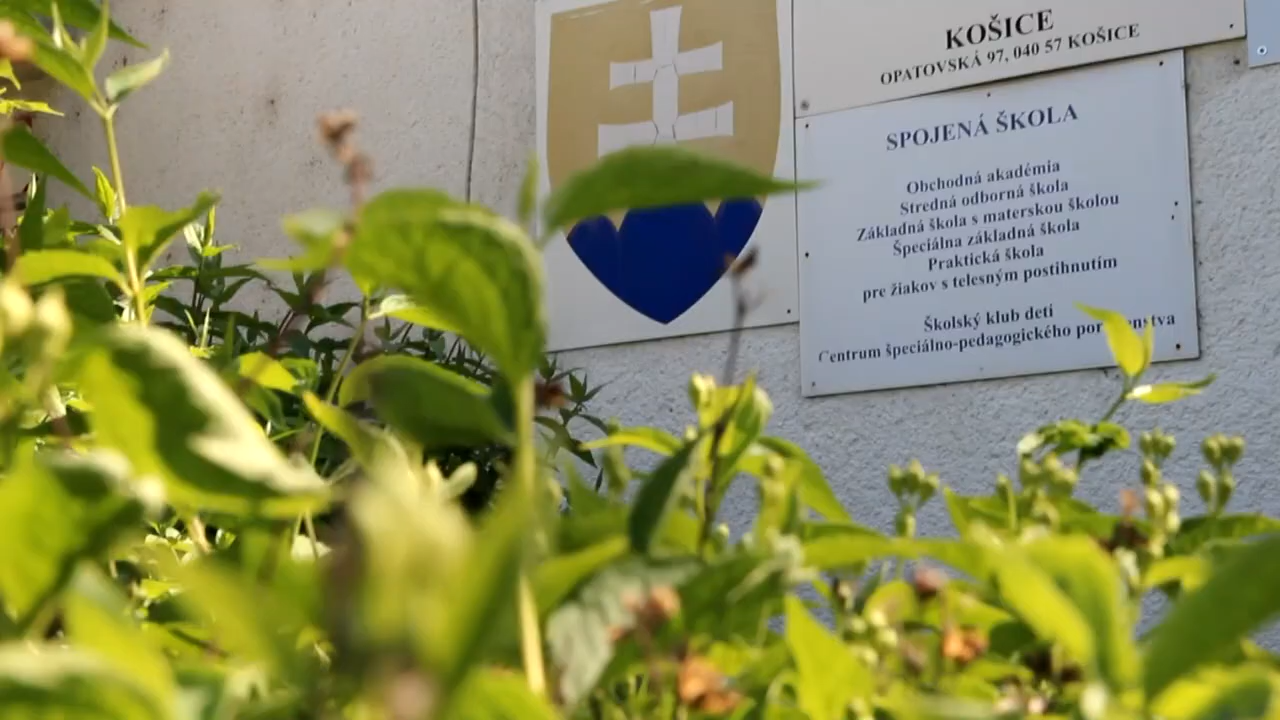 KOŠICE
OPATOVSKÁ 97, 040 57 KOŠICE
SPOJENÁ ŠKOLA
Obchodná akadémia
Stredná odborná škola
Základná škola s materskou školou
Špeciálna základná škola
Praktická škola
pre žiakov s telesným postihnutím
Školský klub detí
Centrum špeciálno-pedagogického